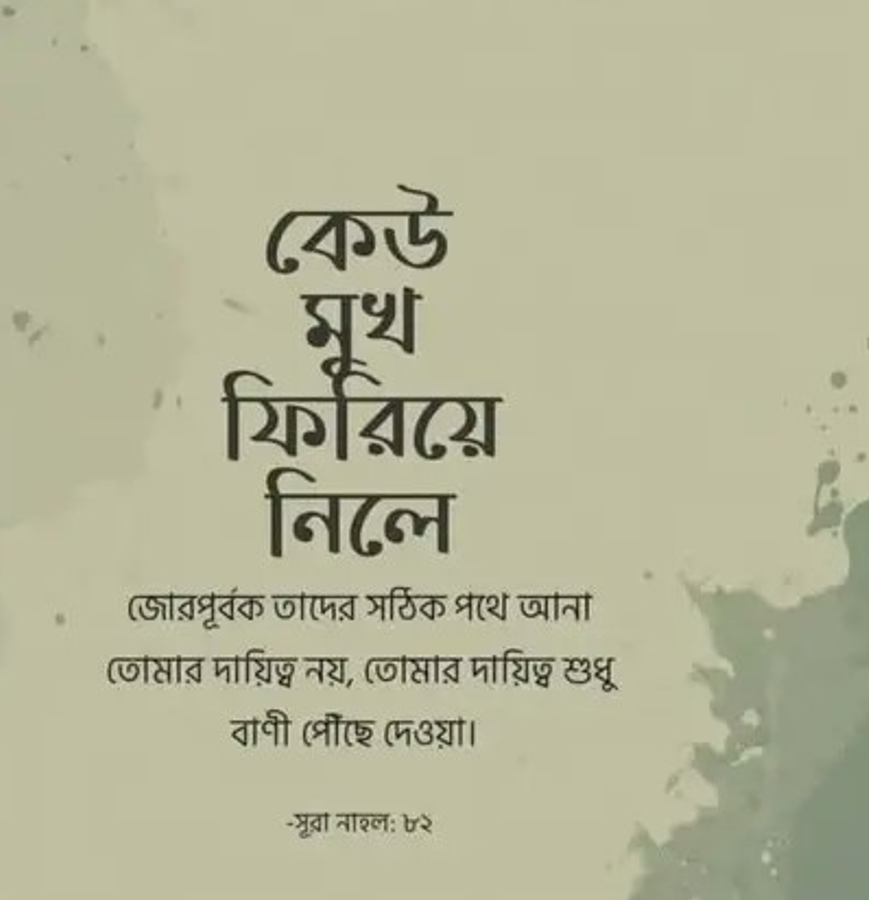 কেউ
মুখ
ফিরিয়ে
নিলে
জোরপূর্বক তাদের সঠিক পথে আনা
তোমার দায়িত্ব নয়, তোমার দায়িত্ব শুধু
বাণী পৌঁছে দেওয়া।
-সূরা নাহল: ৮২